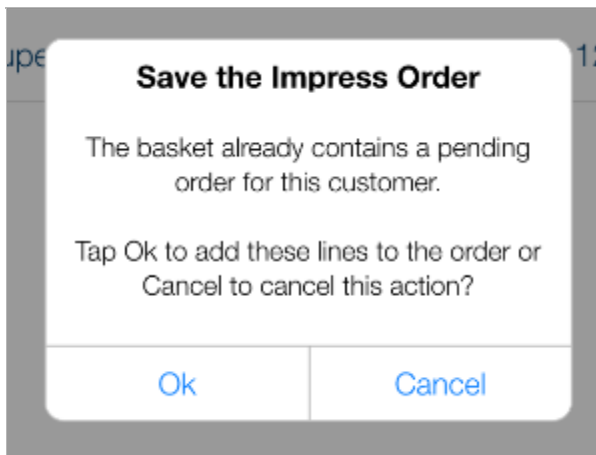 Save the Impress Order
The basket already contains a pending
order for this customer.
Tap Ok to add these lines to the order or
Cancel to cancel this action?
Ok
Cancel